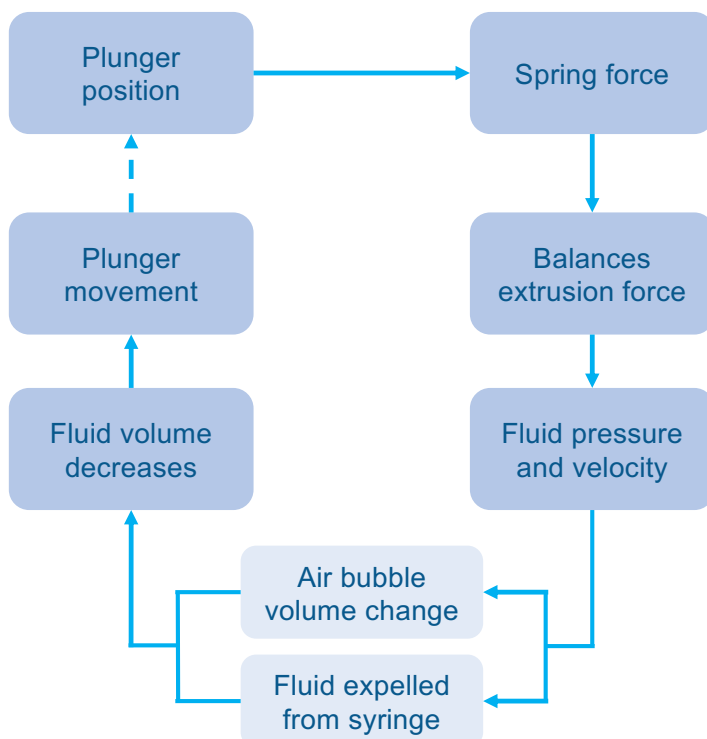 Plunger
position
Spring force
Plunger
movement
Balances
extrusion force
Fluid volume
decreases
Fluid pressure
and velocity
Air bubble
volume change
Fluid expelled
from syringe